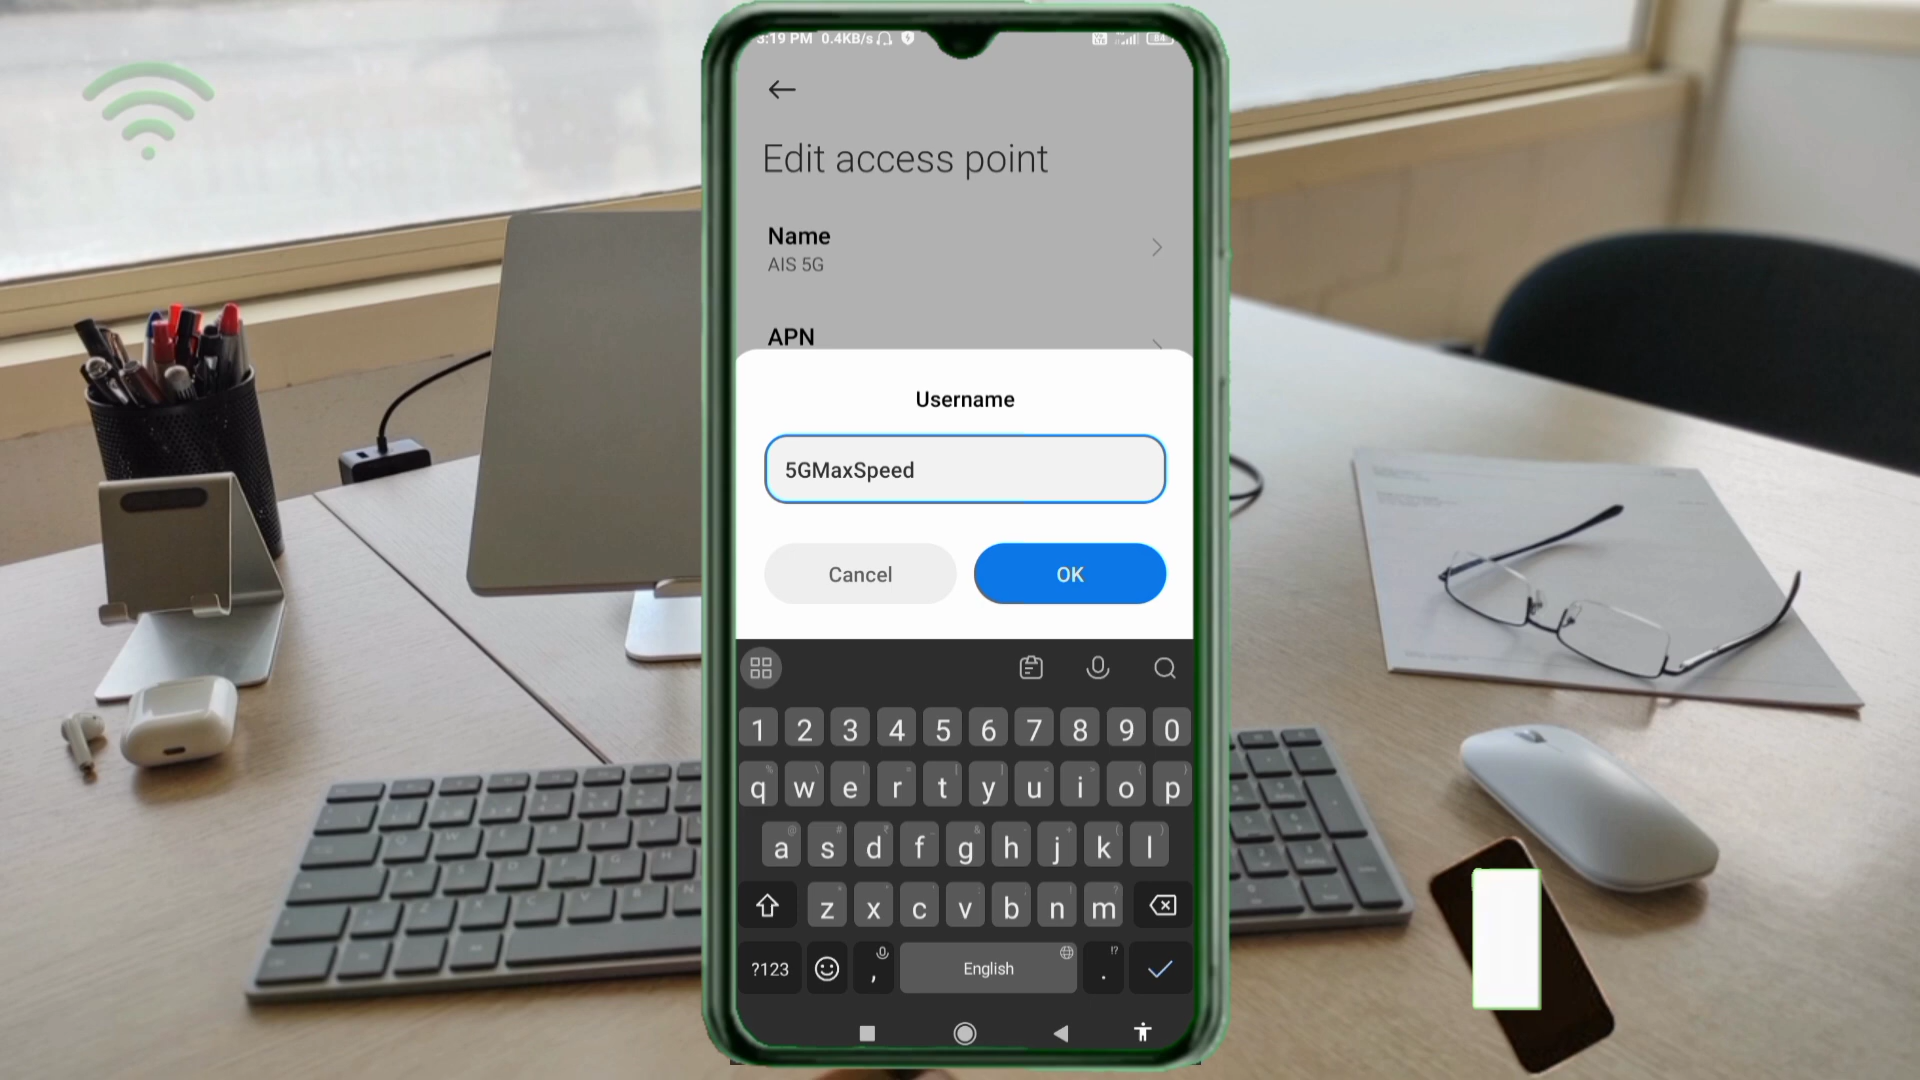 3:19 PM 0.4KB/s
84
Edit access point
Name
AIS 5G
APN
Username
5GMaxSpeed
Cancel
OK
1 2 3 4 5 6 7 8 9 0
q w e r t y u i o p
a s d f g h j k l
z x c v b n m
?123 , English . !?